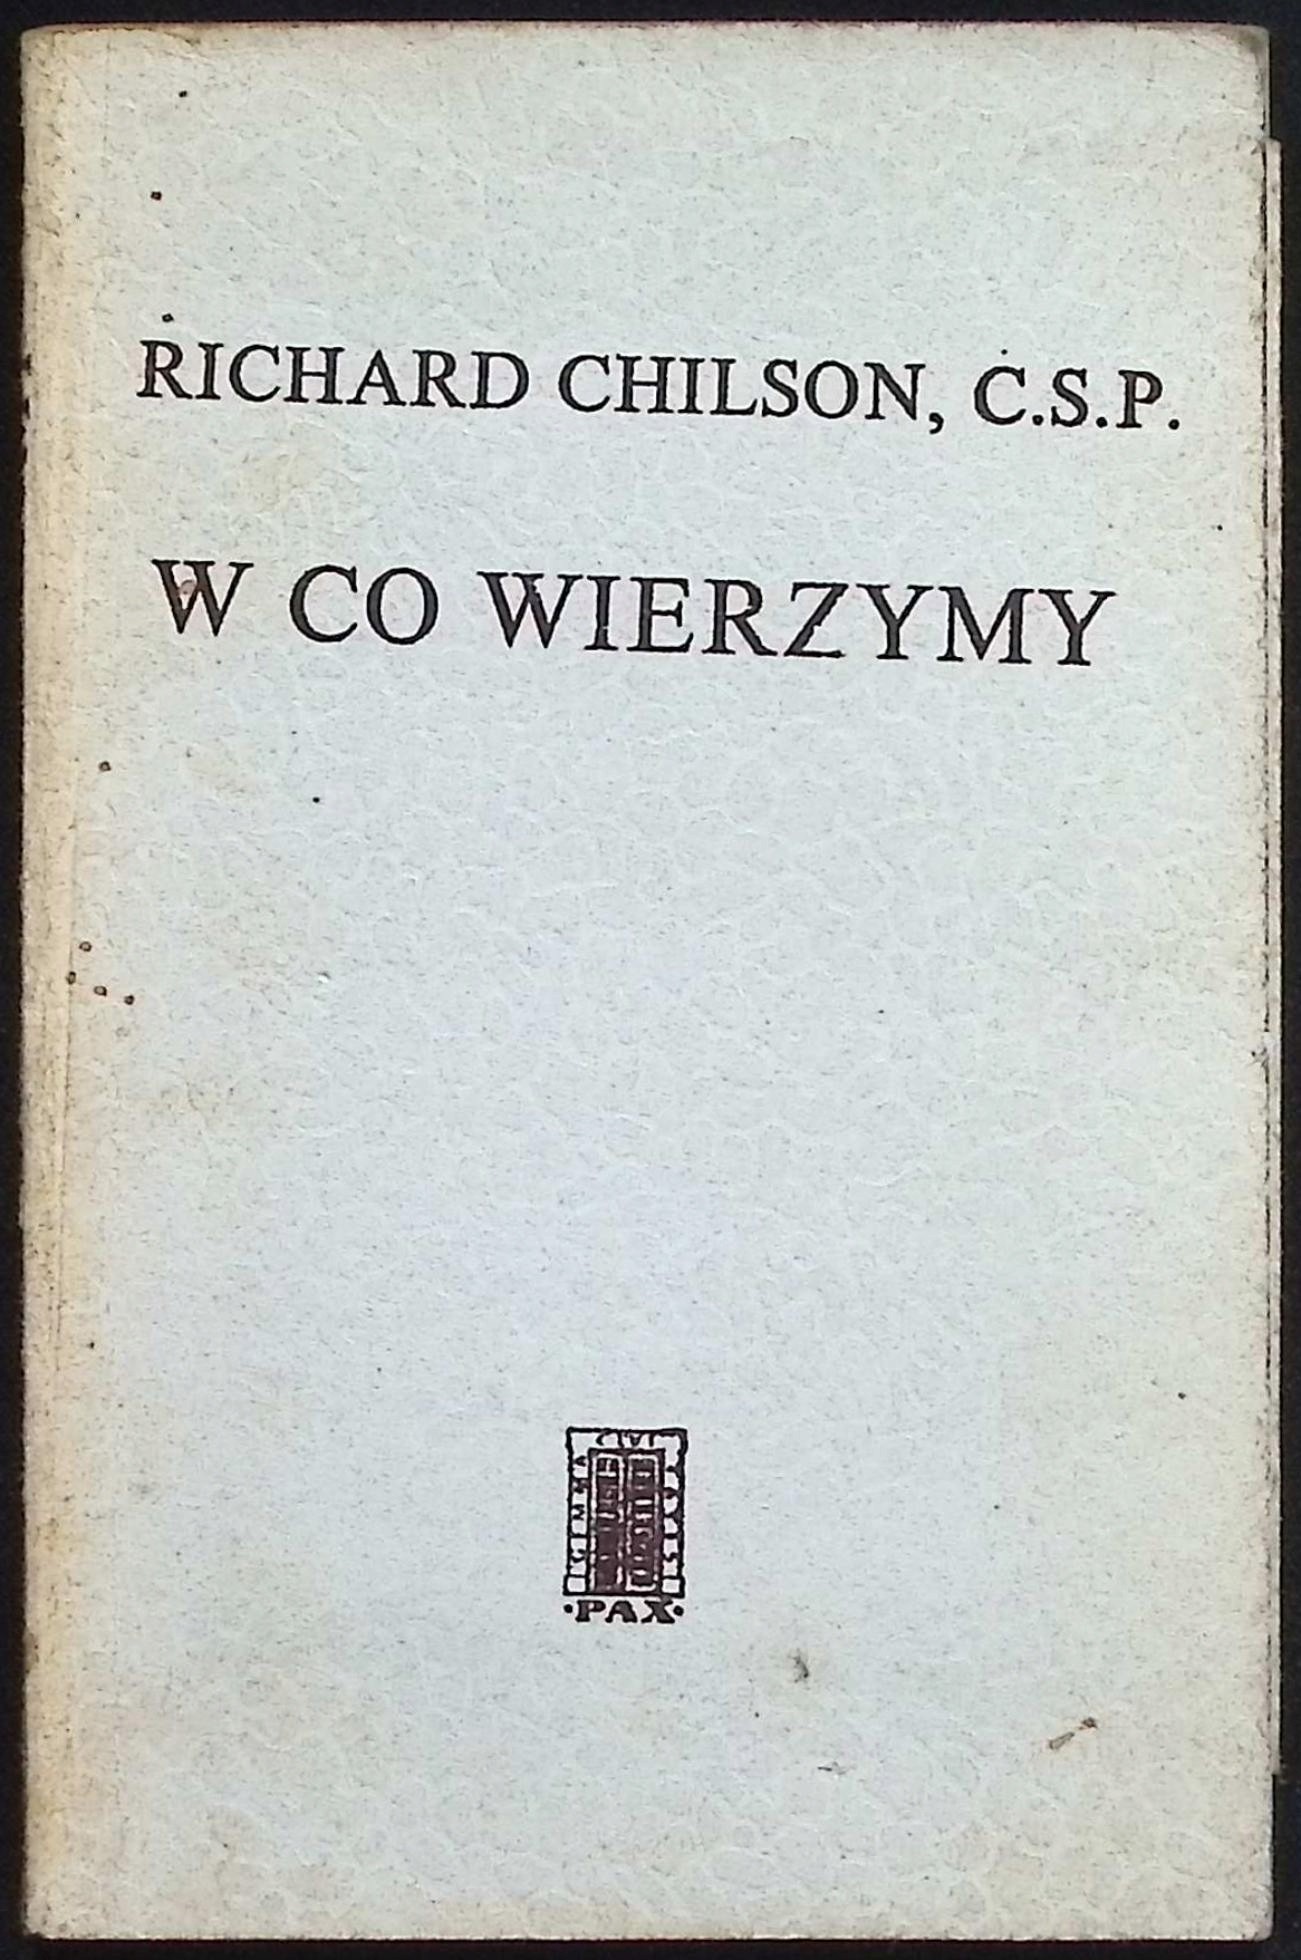 RICHARD CHILSON, C.S.P.
W CO WIERZYMY
·PAX·